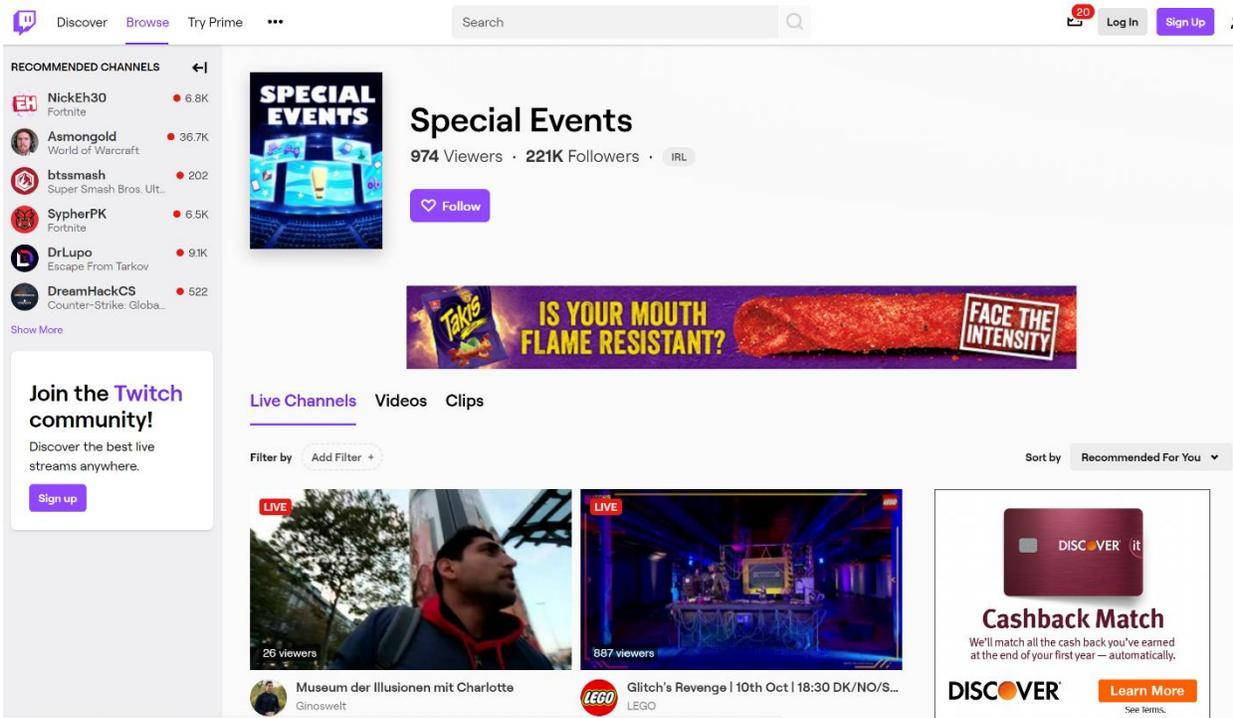 Discover Browse Try Prime ••• Search 20 Log In Sign Up
RECOMMENDED CHANNELS
NickEh30 6.8K
Fortnite
Asmongold 36.7K
World of Warcraft
btssmash 202
Super Smash Bros. Ult...
SypherPK 6.5K
Fortnite
DrLupo 9.1K
Escape From Tarkov
DreamHackCS 522
Counter-Strike: Globa...
Show More
Join the Twitch
community!
Discover the best live
streams anywhere.
Sign up
SPECIAL
EVENTS
Special Events
974 Viewers · 221K Followers · IRL
Follow
Takis
IS YOUR MOUTH
FLAME RESISTANT?
FACE THE
INTENSITY
Live Channels Videos Clips
Filter by Add Filter +
Sort by Recommended For You
LIVE
26 viewers
Museum der Illusionen mit Charlotte
Ginoswelt
LIVE
LEGO
887 viewers
LEGO
Glitch's Revenge | 10th Oct | 18:30 DK/NO/S...
LEGO
DISCOVER it
Cashback Match
We'll match all the cash back you've earned
at the end of your first year — automatically.
DISCOVER
Learn More
See Terms.